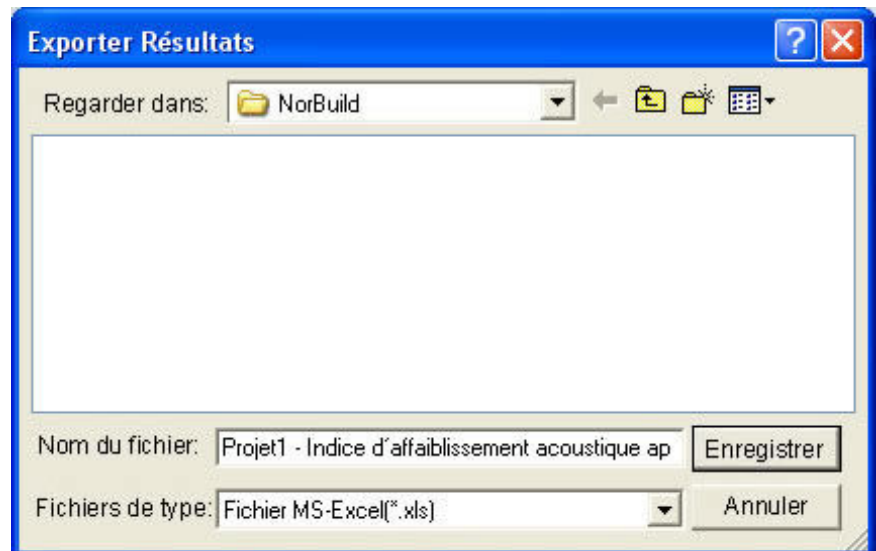 Exporter Résultats
Regarder dans: NorBuild
Nom du fichier: Projet1 - Indice d´affaiblissement acoustique ap Enregistrer
Fichiers de type: Fichier MS-Excel(*.xls) Annuler